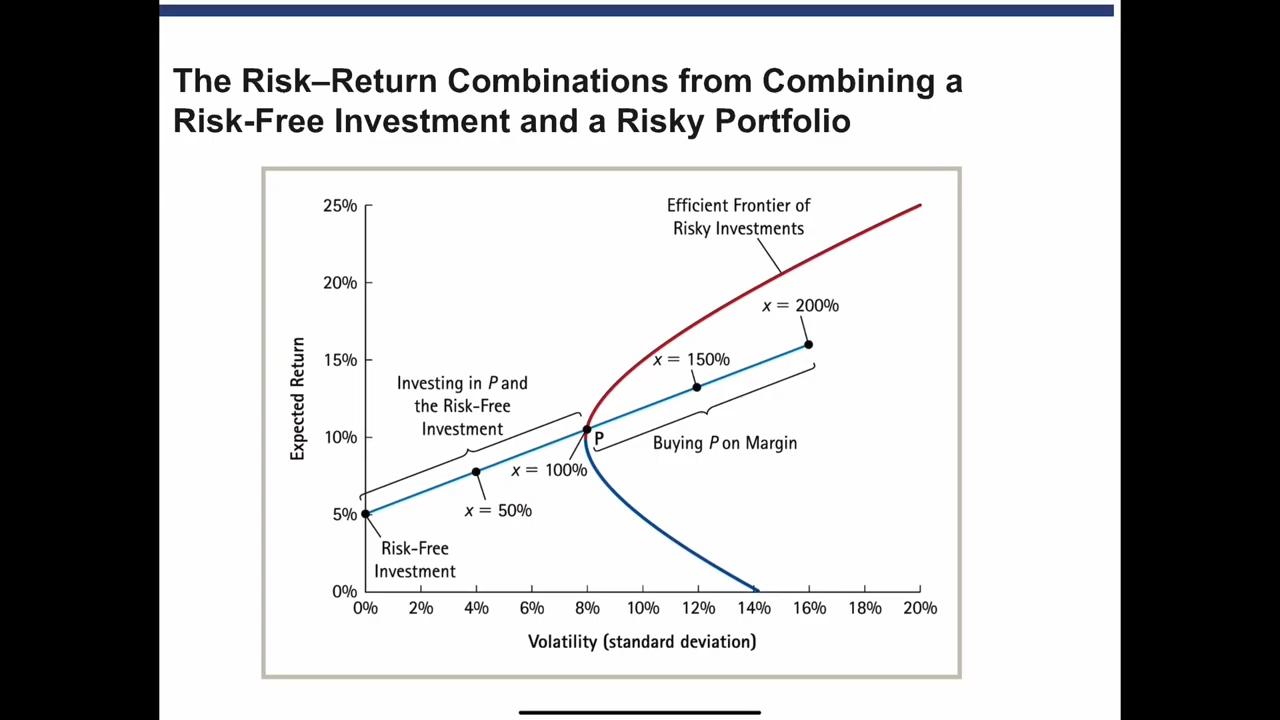 The Risk–Return Combinations from Combining a
Risk-Free Investment and a Risky Portfolio
25%
20%
15%
10%
5%
0%
Expected Return
Efficient Frontier of
Risky Investments
x = 200%
x = 150%
Investing in P and
the Risk-Free
Investment
P
Buying P on Margin
x = 100%
x = 50%
Risk-Free
Investment
0% 2% 4% 6% 8% 10% 12% 14% 16% 18% 20%
Volatility (standard deviation)